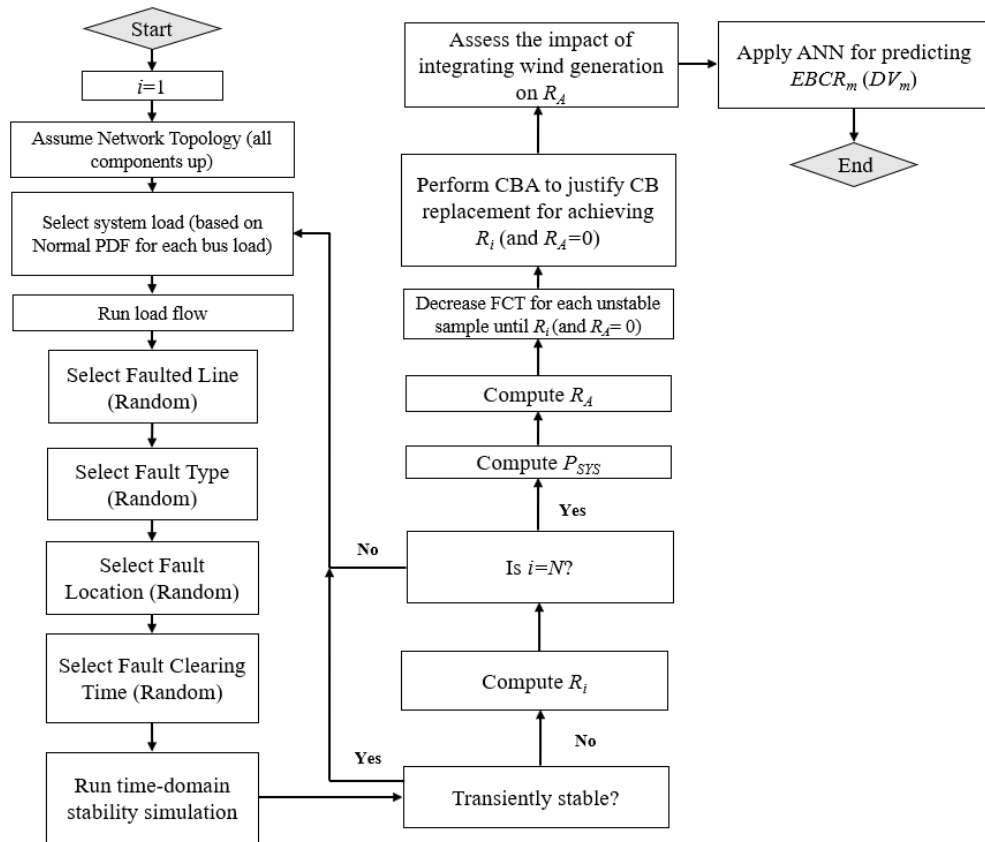 Start
i=1
Assume Network Topology (all
components up)
Select system load (based on
Normal PDF for each bus load)
Run load flow
Select Faulted Line
(Random)
Select Fault Type
(Random)
Select Fault
Location (Random)
Select Fault Clearing
Time (Random)
Run time-domain
stability simulation
Transiently stable?
Yes
No
Compute Ri
Is i=N?
No
Yes
Compute PSYS
Compute RA
Decrease FCT for each unstable
sample until Ri (and RA= 0)
Perform CBA to justify CB
replacement for achieving
Ri (and RA=0)
Assess the impact of
integrating wind generation
on RA
Apply ANN for predicting
EBCRm (DVm)
End